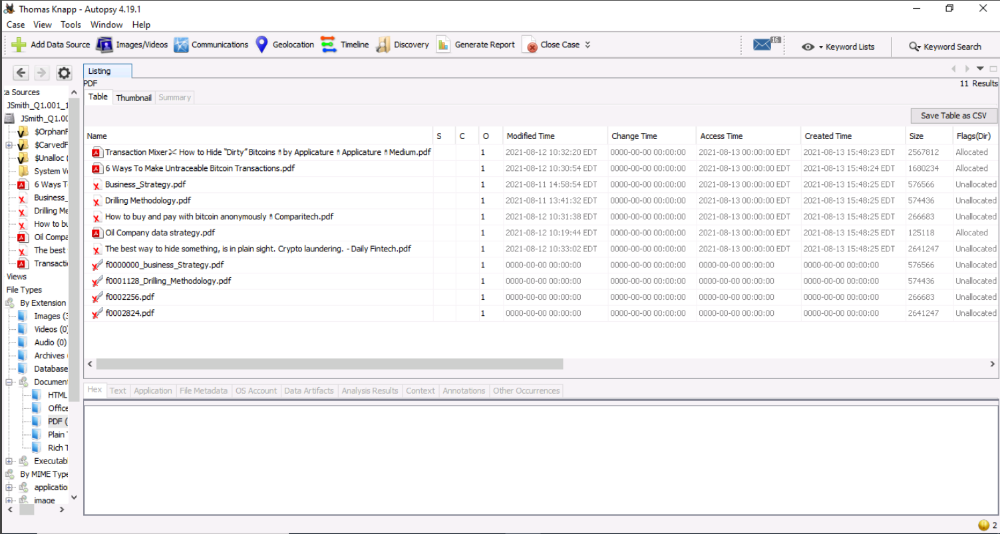 Thomas Knapp - Autopsy 4.19.1
Case View Tools Window Help
Add Data Source Images/Videos Communications Geolocation Timeline Discovery Generate Report Close Case 16 Keyword Lists Keyword Search
Listing
PDF 11 Results
Table Thumbnail Summary
Save Table as CSV
Name S C O Modified Time Change Time Access Time Created Time Size Flags(Dir)
Transaction Mixer✂ How to Hide “Dirty” Bitcoins by Applicature Applicature Medium.pdf 1 2021-08-12 10:32:20 EDT 0000-00-00 00:00:00 2021-08-13 00:00:00 EDT 2021-08-13 15:48:23 EDT 2567812 Allocated
6 Ways To Make Untraceable Bitcoin Transactions.pdf 1 2021-08-12 10:30:54 EDT 0000-00-00 00:00:00 2021-08-13 00:00:00 EDT 2021-08-13 15:48:24 EDT 1680234 Allocated
Business_Strategy.pdf 1 2021-08-11 14:58:54 EDT 0000-00-00 00:00:00 2021-08-13 00:00:00 EDT 2021-08-13 15:48:25 EDT 576566 Unallocated
Drilling Methodology.pdf 1 2021-08-11 13:41:32 EDT 0000-00-00 00:00:00 2021-08-13 00:00:00 EDT 2021-08-13 15:48:25 EDT 574436 Unallocated
How to buy and pay with bitcoin anonymously Comparitech.pdf 1 2021-08-12 10:31:38 EDT 0000-00-00 00:00:00 2021-08-13 00:00:00 EDT 2021-08-13 15:48:25 EDT 266683 Unallocated
Oil Company data strategy.pdf 1 2021-08-12 10:19:44 EDT 0000-00-00 00:00:00 2021-08-13 00:00:00 EDT 2021-08-13 15:48:25 EDT 125118 Allocated
The best way to hide something, is in plain sight. Crypto laundering. - Daily Fintech.pdf 1 2021-08-12 10:33:02 EDT 0000-00-00 00:00:00 2021-08-13 00:00:00 EDT 2021-08-13 15:48:25 EDT 2641247 Unallocated
f0000000_business_Strategy.pdf 1 0000-00-00 00:00:00 0000-00-00 00:00:00 0000-00-00 00:00:00 0000-00-00 00:00:00 576566 Unallocated
f0001128_Drilling_Methodology.pdf 1 0000-00-00 00:00:00 0000-00-00 00:00:00 0000-00-00 00:00:00 0000-00-00 00:00:00 574436 Unallocated
f0002256.pdf 1 0000-00-00 00:00:00 0000-00-00 00:00:00 0000-00-00 00:00:00 0000-00-00 00:00:00 266683 Unallocated
f0002824.pdf 1 0000-00-00 00:00:00 0000-00-00 00:00:00 0000-00-00 00:00:00 0000-00-00 00:00:00 2641247 Unallocated
Hex Text Application File Metadata OS Account Data Artifacts Analysis Results Context Annotations Other Occurrences
ta Sources
JSmith_Q1.001_1
JSmith_Q1.00
$OrphanF
$CarvedF
$Unalloc (
System Vo
6 Ways T
Business_
Drilling Me
How to bu
Oil Compa
The best
Transacti
Views
File Types
By Extension
Images (3
Videos (0)
Audio (0)
Archives
Database
Document
HTML
Office
PDF (
Plain T
Rich T
Executab
By MIME Type
applicatio
image
2